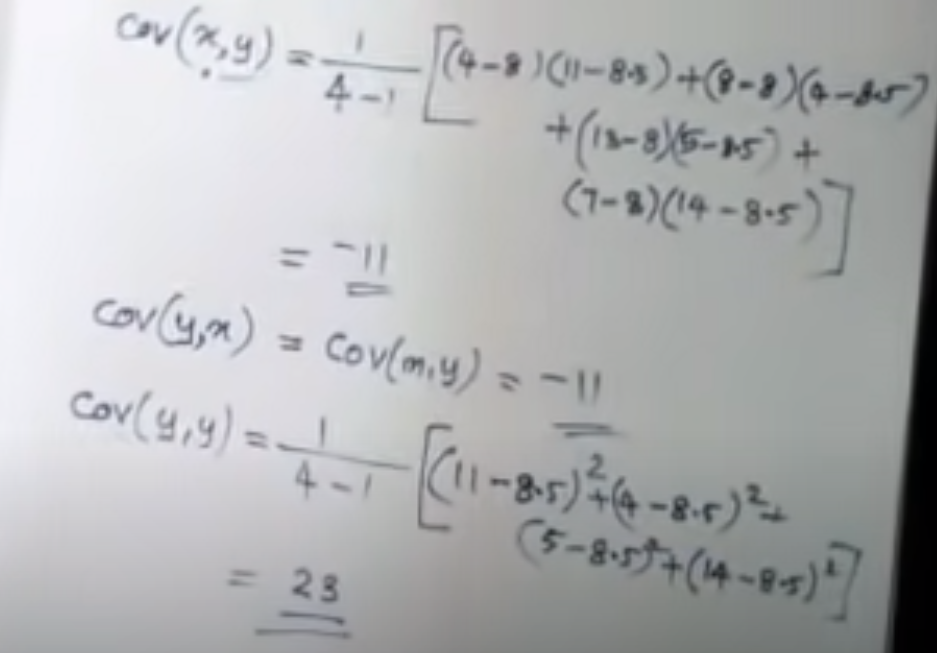 Cov(x,y) = 1/(4-1) [(4-8)(11-8.5)+(8-8)(4-8.5)
+(13-8)(5-8.5) +
(7-8)(14-8.5)]
= -11
Cov(y,x) = Cov(x,y) = -11
Cov(y,y) = 1/(4-1) [(11-8.5)²+(4-8.5)²+
(5-8.5)²+(14-8.5)²]
= 23